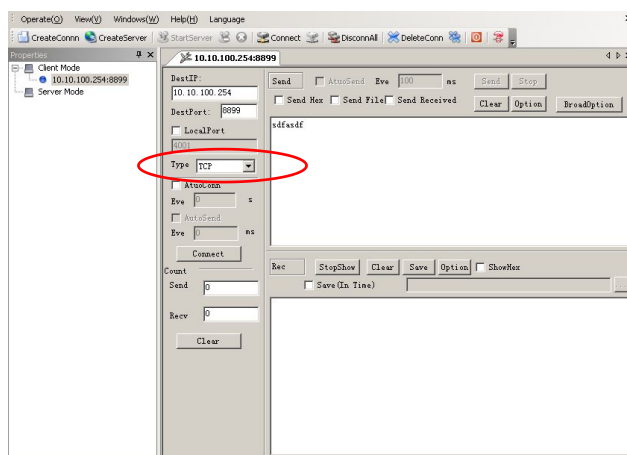 Operate(O) View(V) Windows(W) Help(H) Language
CreateConnn CreateServer StartServer Connect DisconnAll DeleteConn
Properties
Client Mode
10.10.100.254:8899
Server Mode
10.10.100.254:8899
DestIP:
10.10.100.254
DestPort: 8899
LocalPort
4001
Type TCP
AtuoConn
Eve 0 s
AutoSend
Eve 0 ms
Connect
Count
Send 0
Recv 0
Clear
Send AtuoSend Eve 100 ms Send Stop
Send Hex Send File Send Received Clear Option BroadOption
sdfasdf
Rec StopShow Clear Save Option ShowHex
Save(In Time) ...